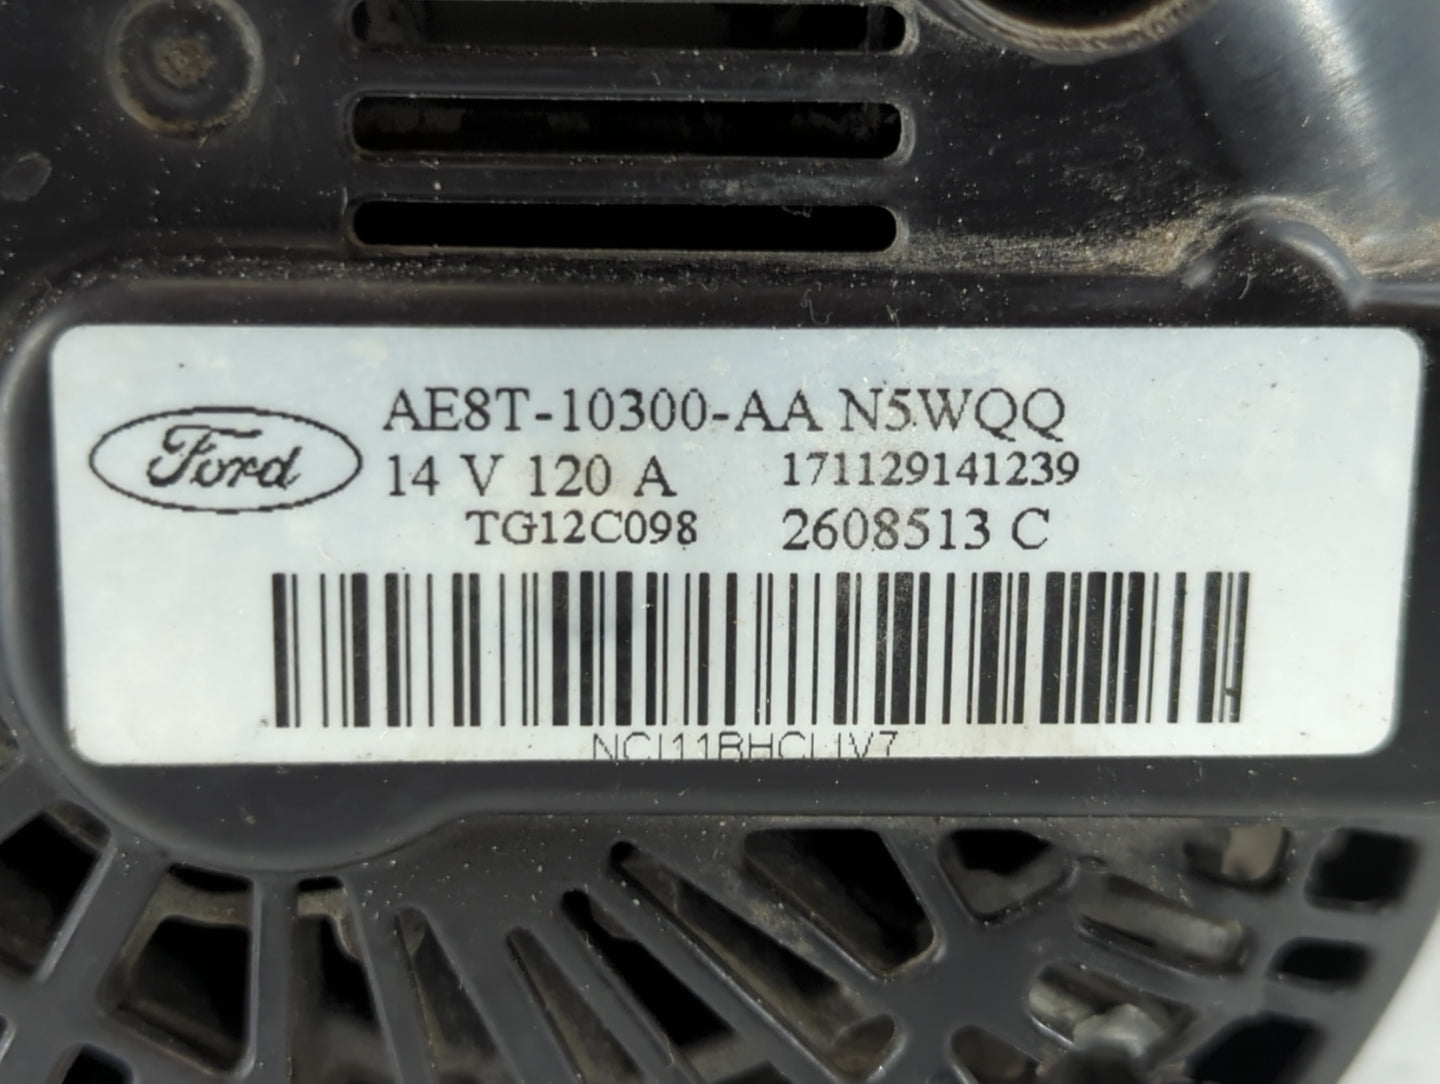 Ford
AE8T-10300-AA N5WQQ
14 V 120 A 171129141239
TG12C098 2608513 C